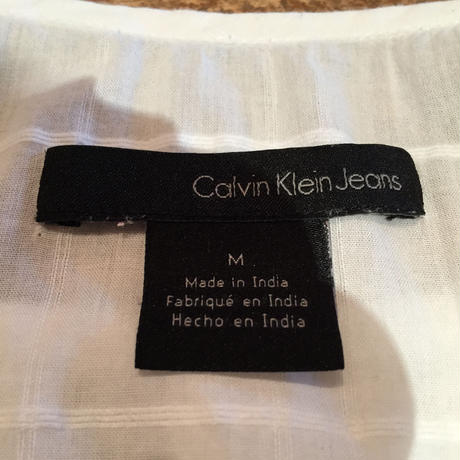 Calvin Klein Jeans
M
Made in India
Fabriqué en India
Hecho en India